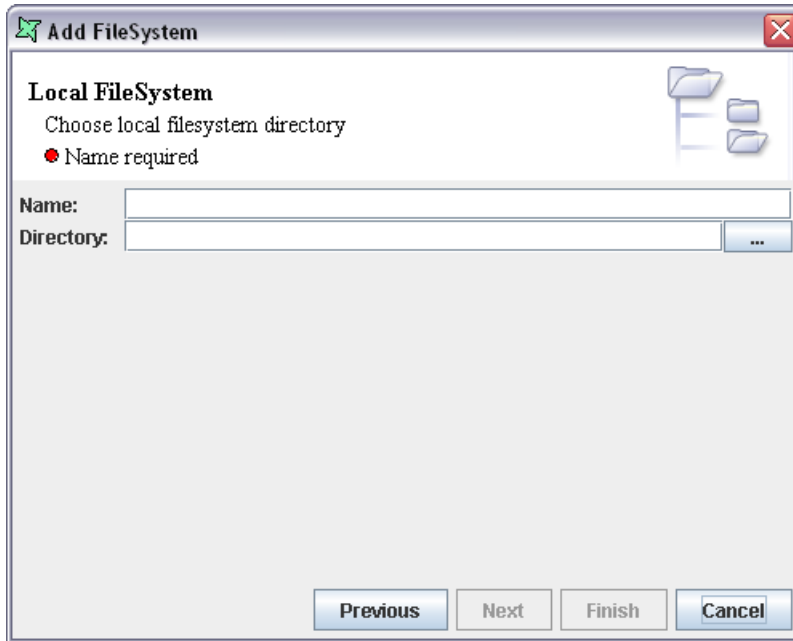 Add FileSystem
Local FileSystem
Choose local filesystem directory
Name required
Name:
Directory:
...
Previous Next Finish Cancel